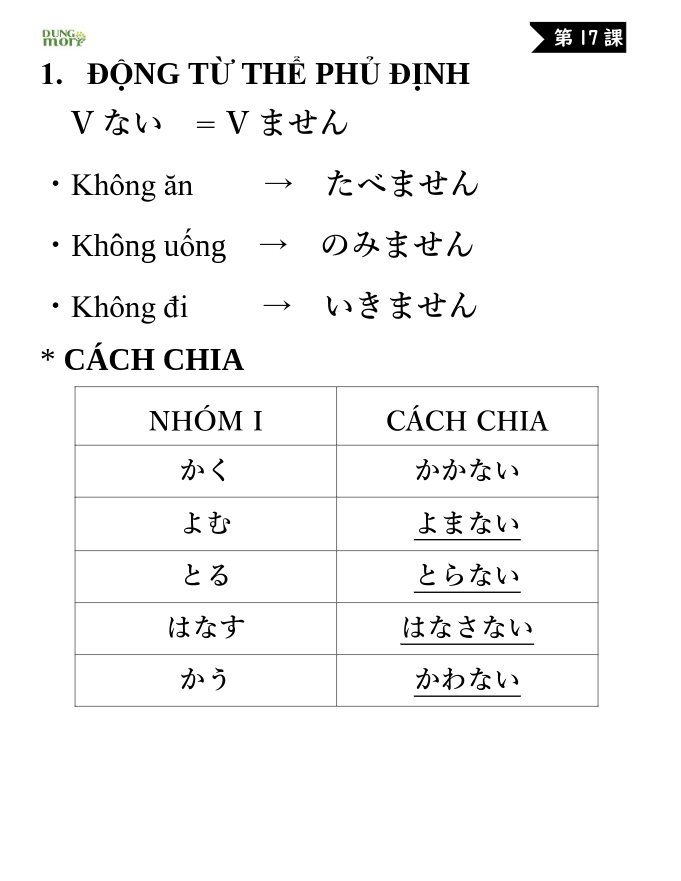 DUNG
mori
第 17 課
1. ĐỘNG TỪ THỂ PHỦ ĐỊNH
V ない = V ません
・Không ăn → たべません
・Không uống → のみません
・Không đi → いきません
* CÁCH CHIA
NHÓM I CÁCH CHIA
かく かかない
よむ よまない
とる とらない
はなす はなさない
かう かわない